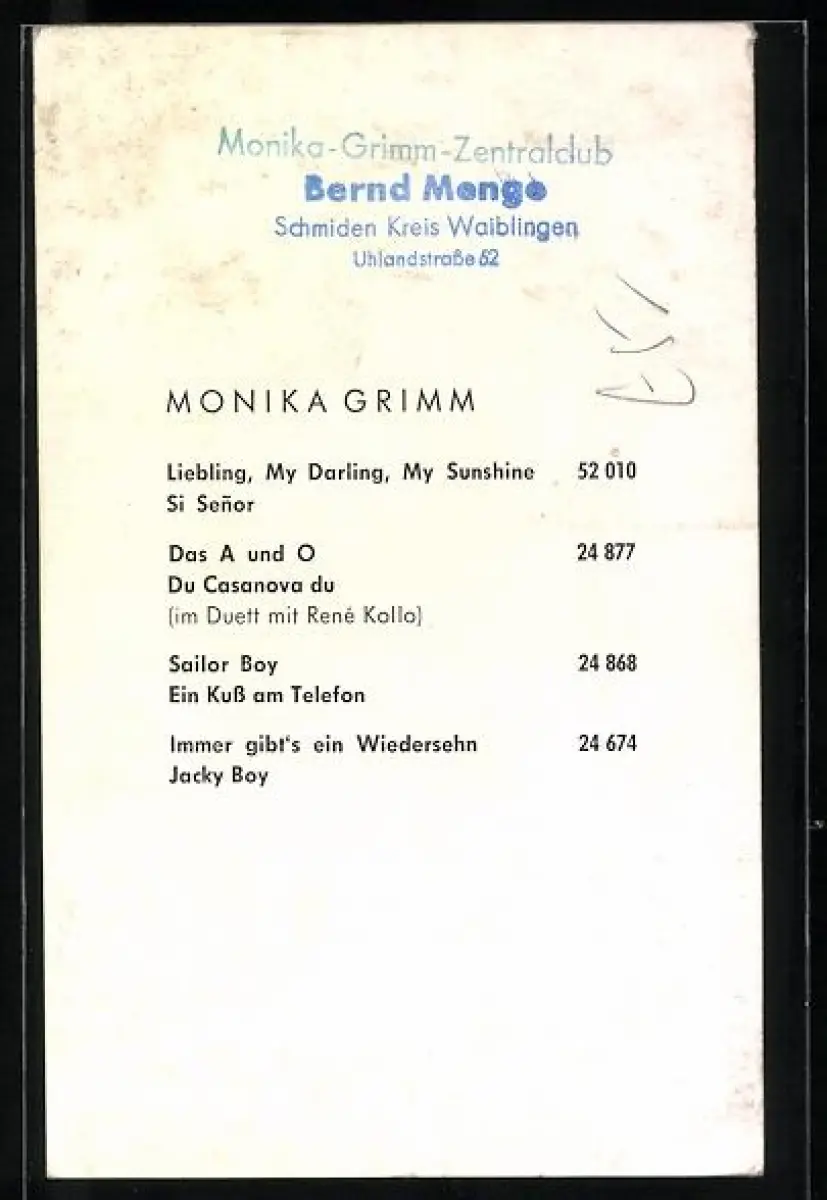 Monika-Grimm-Zentralclub
Bernd Menge
Schmiden Kreis Waiblingen
Uhlandstraße 52
MONIKA GRIMM
Liebling, My Darling, My Sunshine 52 010
Si Señor
Das A und O 24 877
Du Casanova du
(im Duett mit René Kollo)
Sailor Boy 24 868
Ein Kuß am Telefon
Immer gibt's ein Wiedersehn 24 674
Jacky Boy